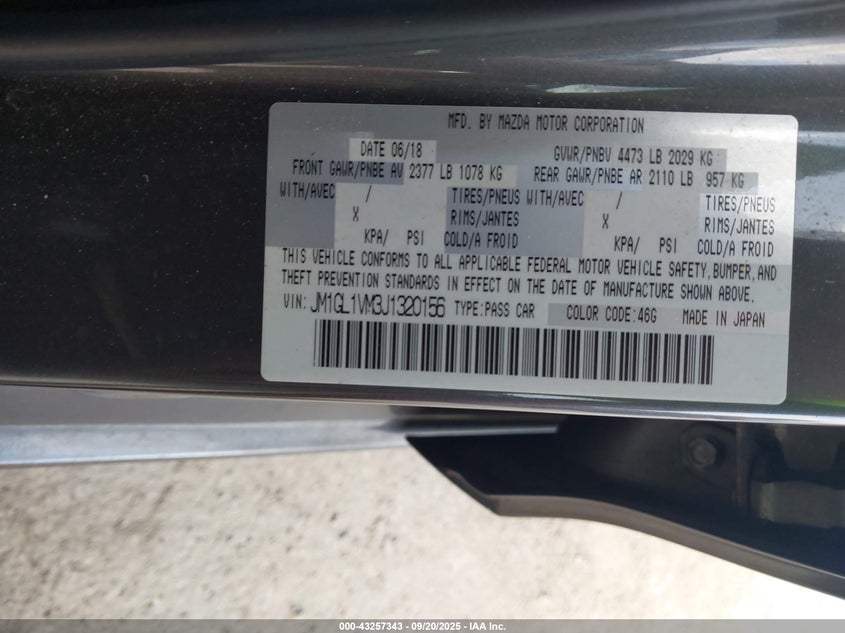 MFD. BY MAZDA MOTOR CORPORATION
DATE 06/18 GVWR/PNBV 4473 LB 2029 KG
FRONT GAWR/PNBE AV 2377 LB 1078 KG REAR GAWR/PNBE AR 2110 LB 957 KG
WITH/AVEC / TIRES/PNEUS WITH/AVEC / TIRES/PNEUS
X RIMS/JANTES X RIMS/JANTES
KPA/ PSI COLD/A FROID KPA/ PSI COLD/A FROID
THIS VEHICLE CONFORMS TO ALL APPLICABLE FEDERAL MOTOR VEHICLE SAFETY,BUMPER,AND
THEFT PREVENTION STANDARDS IN EFFECT ON THE DATE OF MANUFACTURE SHOWN ABOVE.
VIN: JM1GL1VM3J1320156 TYPE:PASS CAR COLOR CODE:46G MADE IN JAPAN
000-43257343 | 09/20/2025 - IAA Inc.